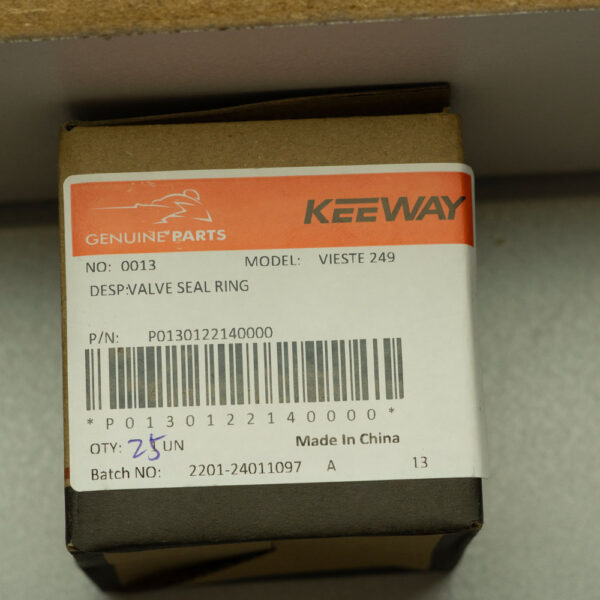 KEEWAY
GENUINE PARTS
NO: 0013 MODEL: VIESTE 249
DESP:VALVE SEAL RING
P/N: P0130122140000
*P0130122140000*
QTY: 25 UN Made In China
Batch NO: 2201-24011097 A 13